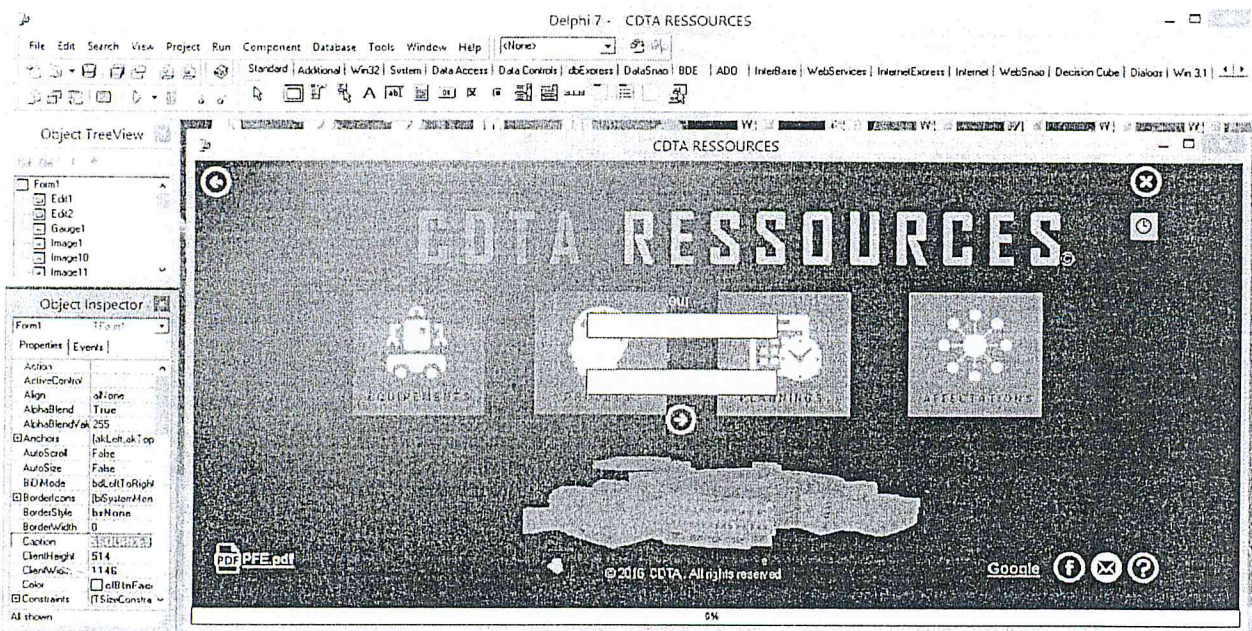 Delphi 7 - CDTA RESSOURCES
File Edit Search View Project Run Component Database Tools Window Help <None>
Standard Additional Win32 System Data Access Data Controls dbExpress DataSnap BDE ADO InterBase WebServices InternetExpress Internet WebSnap Decision Cube Dialogs Win 3.1
Object TreeView
Form1
Edit1
Edit2
Gauge1
Image1
Image10
Image11
Object Inspector
Form1 TForm1
Properties Events
Action
ActiveControl
Align alNone
AlphaBlend True
AlphaBlendVal 255
Anchors [akLeft,akTop
AutoScroll False
AutoSize False
BiDiMode bdLeftToRight
BorderIcons [biSystemMen
BorderStyle bsNone
BorderWidth 0
Caption
ClientHeight 514
ClientWidt 1146
Color clBtnFac
Constraints (TSizeConstra
All shown
CDTA RESSOURCES
CDTA RESSOURCES©
EQUIPEMENTS
PLANNINGS
AFFECTATIONS
PDF PFE.pdf
© 2016 CDTA, All rights reserved
Google f ?
0%